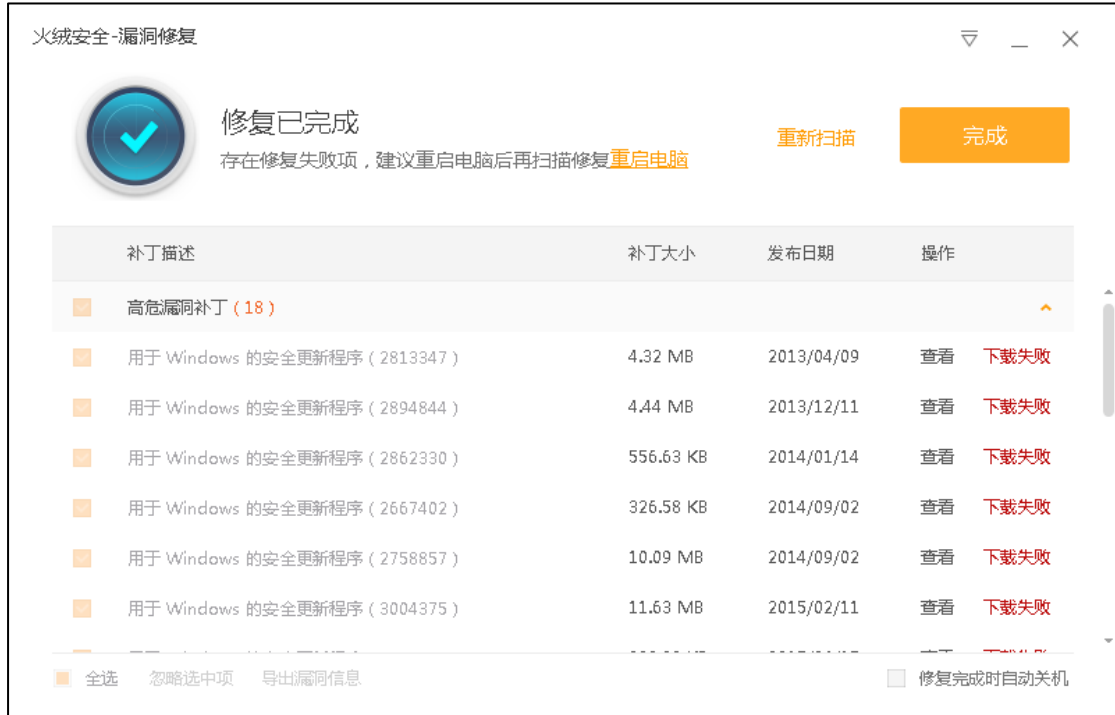 火绒安全-漏洞修复
修复已完成
存在修复失败项，建议重启电脑后再扫描修复重启电脑
重新扫描
完成
补丁描述 补丁大小 发布日期 操作
高危漏洞补丁 ( 18 )
用于 Windows 的安全更新程序 ( 2813347 ) 4.32 MB 2013/04/09 查看 下载失败
用于 Windows 的安全更新程序 ( 2894844 ) 4.44 MB 2013/12/11 查看 下载失败
用于 Windows 的安全更新程序 ( 2862330 ) 556.63 KB 2014/01/14 查看 下载失败
用于 Windows 的安全更新程序 ( 2667402 ) 326.58 KB 2014/09/02 查看 下载失败
用于 Windows 的安全更新程序 ( 2758857 ) 10.09 MB 2014/09/02 查看 下载失败
用于 Windows 的安全更新程序 ( 3004375 ) 11.63 MB 2015/02/11 查看 下载失败
全选 忽略选中项 导出漏洞信息 修复完成时自动关机